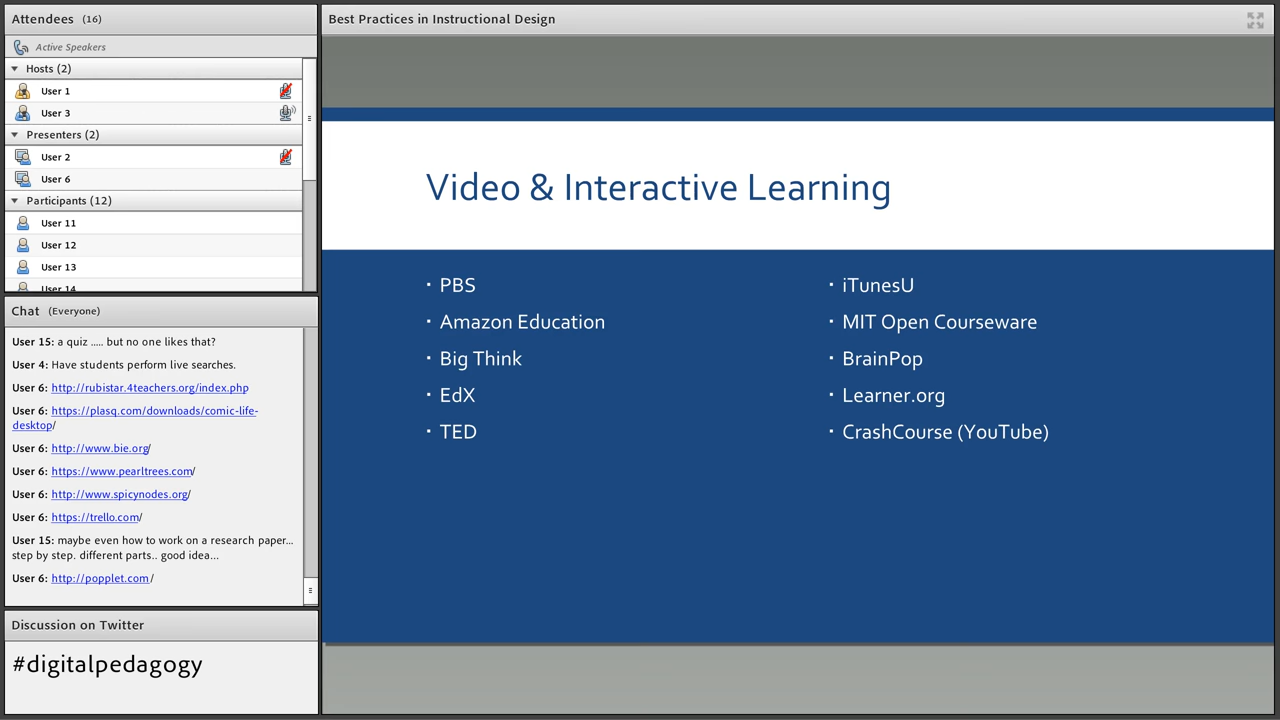 Attendees (16)
Active Speakers
Hosts (2)
User 1
User 3
Presenters (2)
User 2
User 6
Participants (12)
User 11
User 12
User 13
User 14
Chat (Everyone)
User 15: a quiz ..... but no one likes that?
User 4: Have students perform live searches.
User 6: http://rubistar.4teachers.org/index.php
User 6: https://plasq.com/downloads/comic-life-
desktop/
User 6: http://www.bie.org/
User 6: https://www.pearltrees.com/
User 6: http://www.spicynodes.org/
User 6: https://trello.com/
User 15: maybe even how to work on a research paper...
step by step. different parts.. good idea...
User 6: http://popplet.com/
Discussion on Twitter
#digitalpedagogy
Best Practices in Instructional Design
Video & Interactive Learning
· PBS
· Amazon Education
· Big Think
· EdX
· TED
· iTunesU
· MIT Open Courseware
· BrainPop
· Learner.org
· CrashCourse (YouTube)